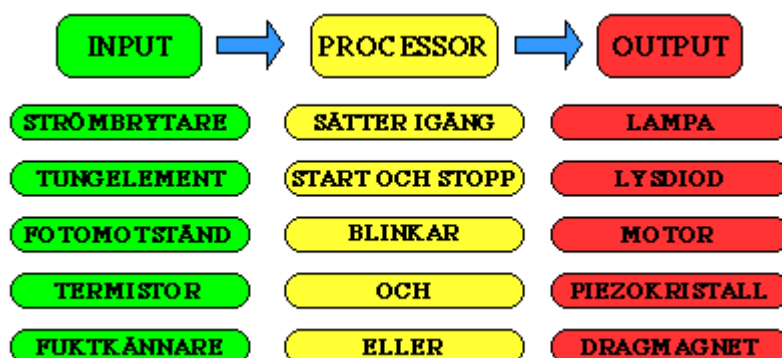 INPUT PROCESSOR OUTPUT
STRÖMBRYTARE SÄTTER IGÅNG LAMPA
TUNGELEMENT START OCH STOPP LYSDIOD
FOTOMOTSTÅND BLINKAR MOTOR
TERMISTOR OCH PIEZOKRISTALL
FUKTKÄNNARE ELLER DRAGMAGNET